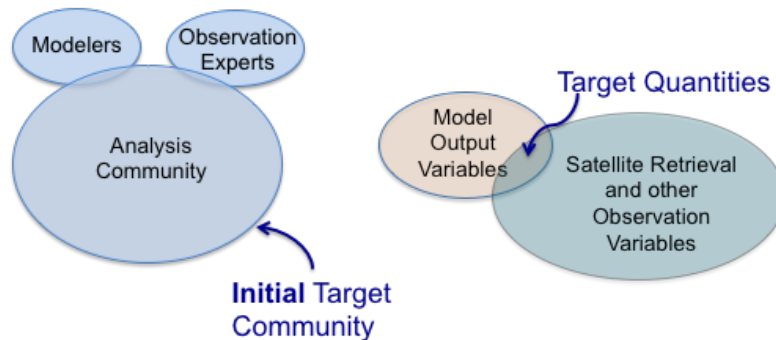 Modelers
Observation
Experts
Analysis
Community
Initial Target
Community
Target Quantities
Model
Output
Variables
Satellite Retrieval
and other
Observation
Variables